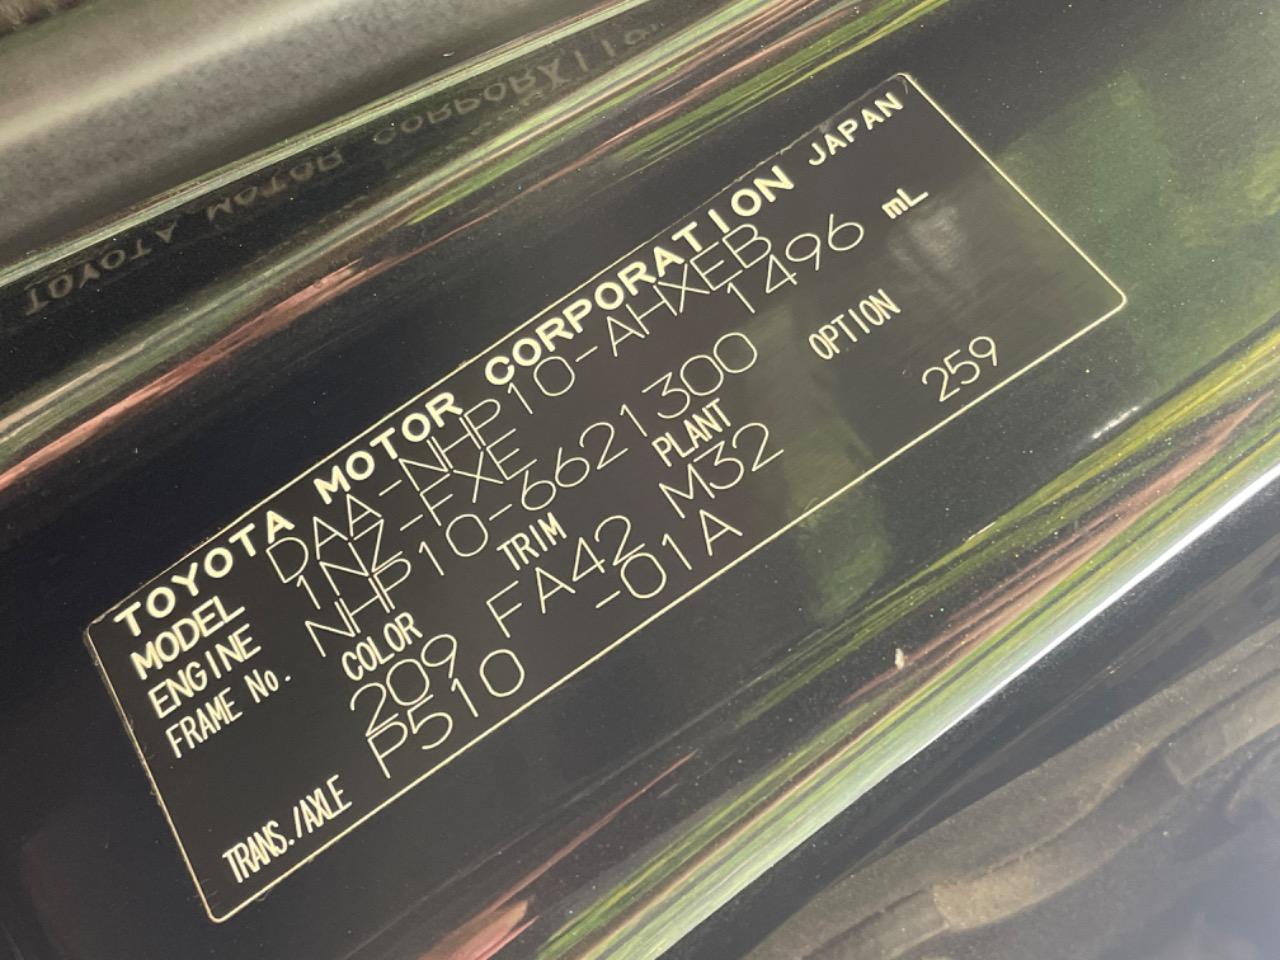 TOYOTA MOTOR CORPORATION JAPAN
MODEL DAA-NHP10-AHXEB
ENGINE 1NZ-FXE 1496 mL
FRAME No. NHP10-6621300
COLOR TRIM PLANT OPTION
209 FA42 M32 259
TRANS./AXLE P510 -01A